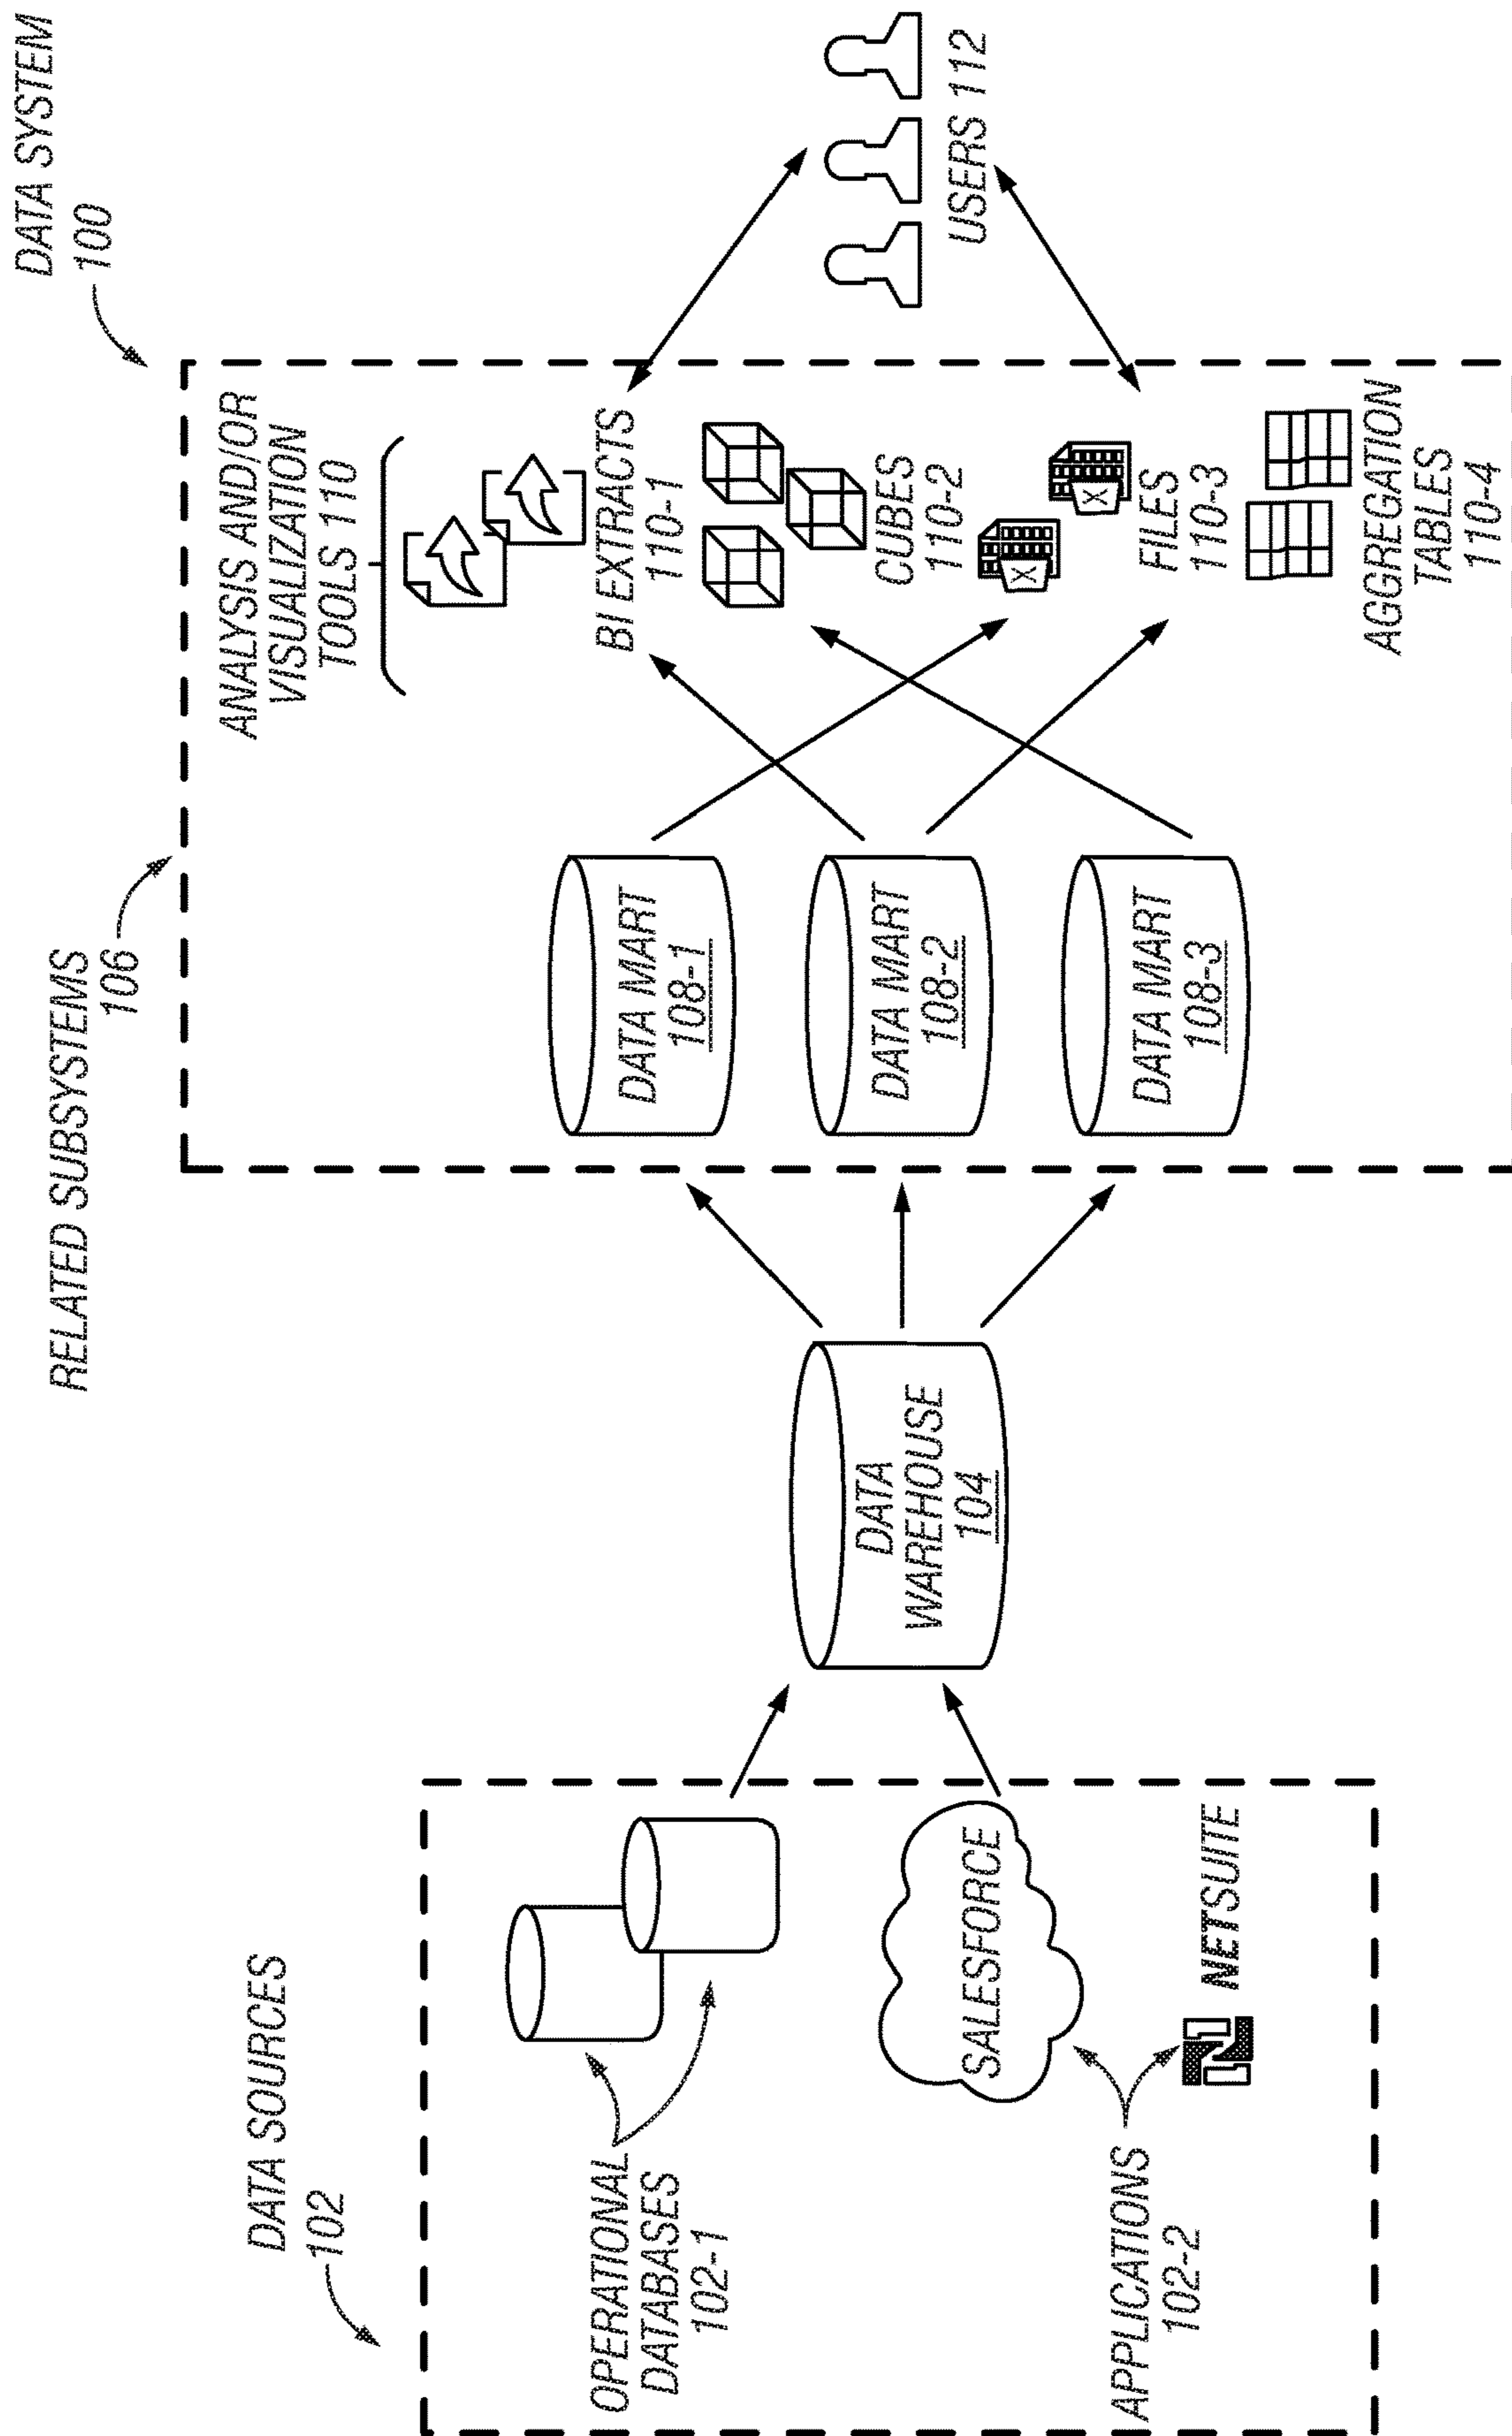 DATA SYSTEM
100
RELATED SUBSYSTEMS
106
DATA SOURCES
102
OPERATIONAL
DATABASES
102-1
APPLICATIONS
102-2
SALESFORCE
NETSUITE
DATA
WAREHOUSE
104
DATA MART
108-1
DATA MART
108-2
DATA MART
108-3
ANALYSIS AND/OR
VISUALIZATION
TOOLS 110
BI EXTRACTS
110-1
CUBES
110-2
X
X
FILES
110-3
AGGREGATION
TABLES
110-4
USERS 112